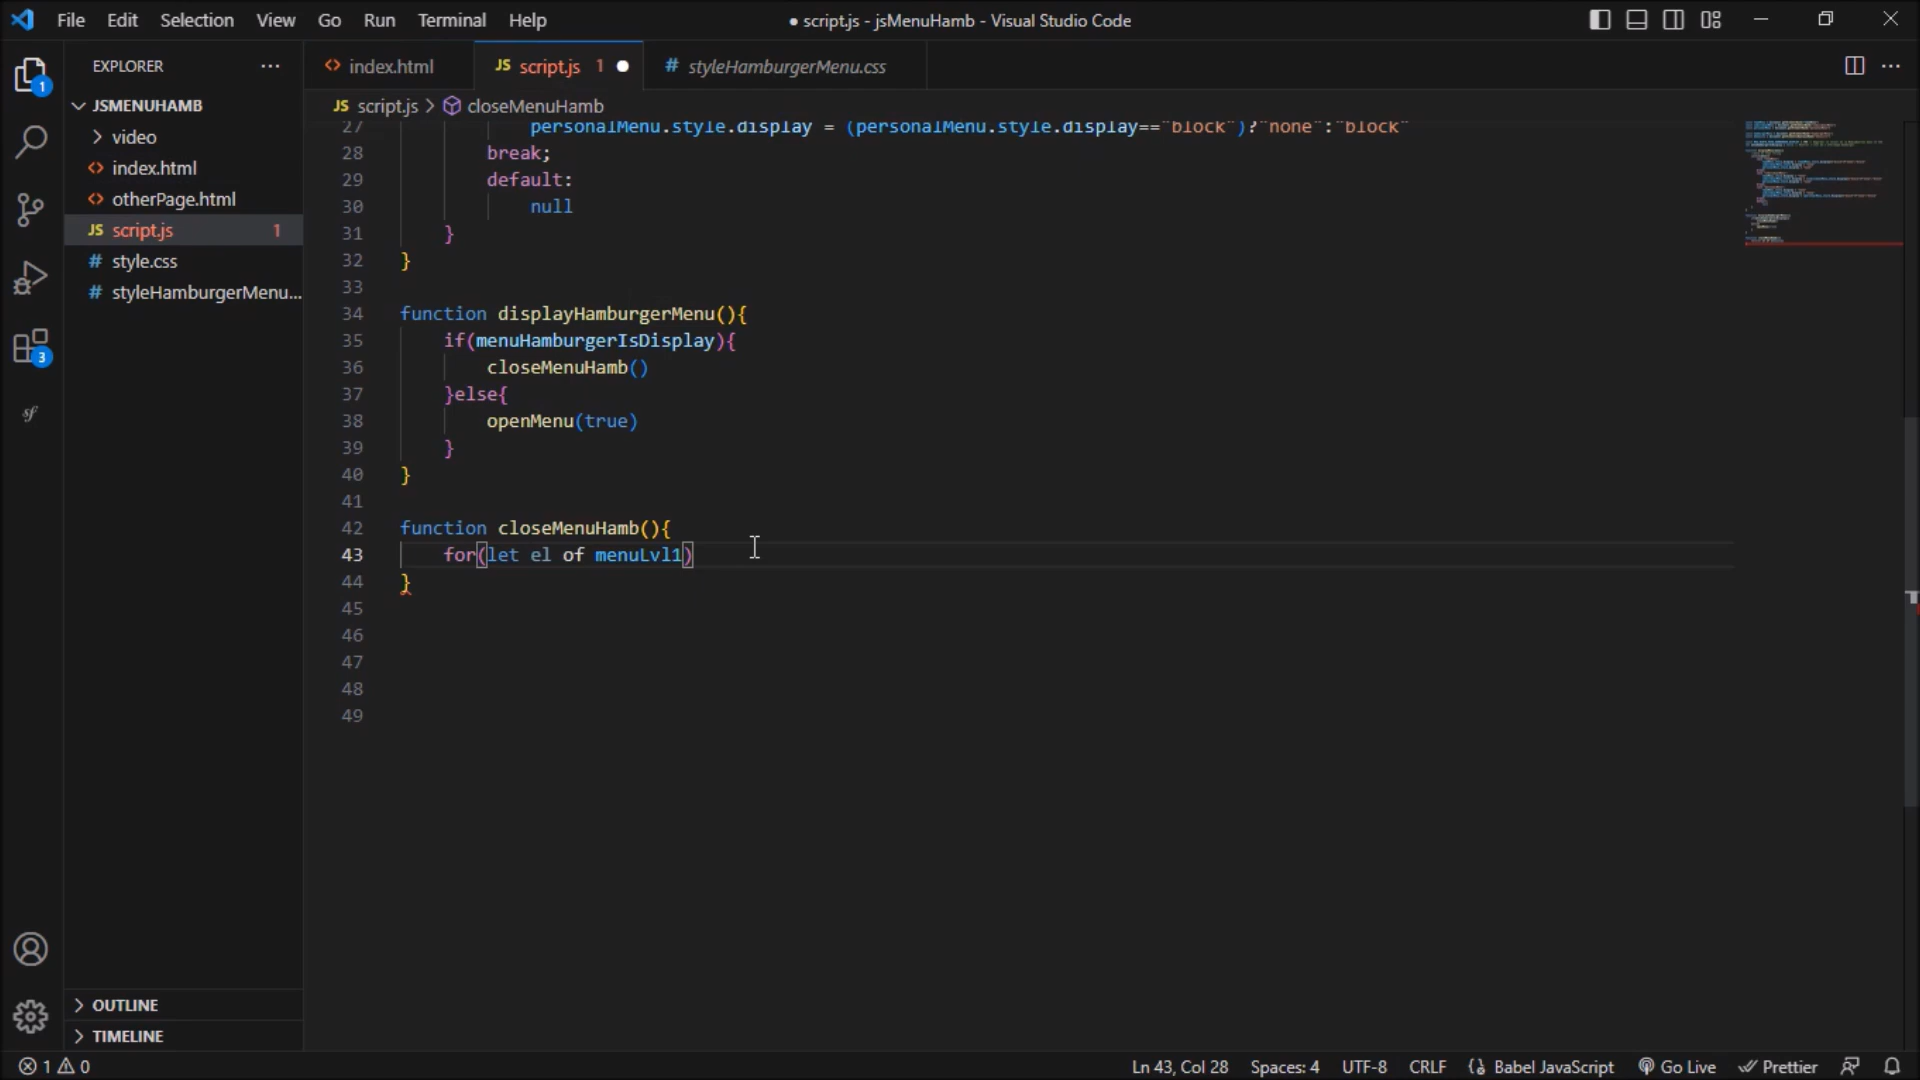 File Edit Selection View Go Run Terminal Help
● script.js - jsMenuHamb - Visual Studio Code
EXPLORER
index.html
JS script.js 1
# styleHamburgerMenu.css
1
JSMENUHAMB
video
index.html
otherPage.html
JS script.js 1
# style.css
# styleHamburgerMenu...
3
JS script.js > closeMenuHamb
27 personalMenu.style.display = (personalMenu.style.display=="block")?"none":"block"
28 break;
29 default:
30 null
31 }
32 }
33
34 function displayHamburgerMenu(){
35 if(menuHamburgerIsDisplay){
36 closeMenuHamb()
37 }else{
38 openMenu(true)
39 }
40 }
41
42 function closeMenuHamb(){
43 for(let el of menuLvl1)
44 }
45
46
47
48
49
OUTLINE
TIMELINE
1 0
Ln 43, Col 28 Spaces: 4 UTF-8 CRLF Babel JavaScript Go Live Prettier